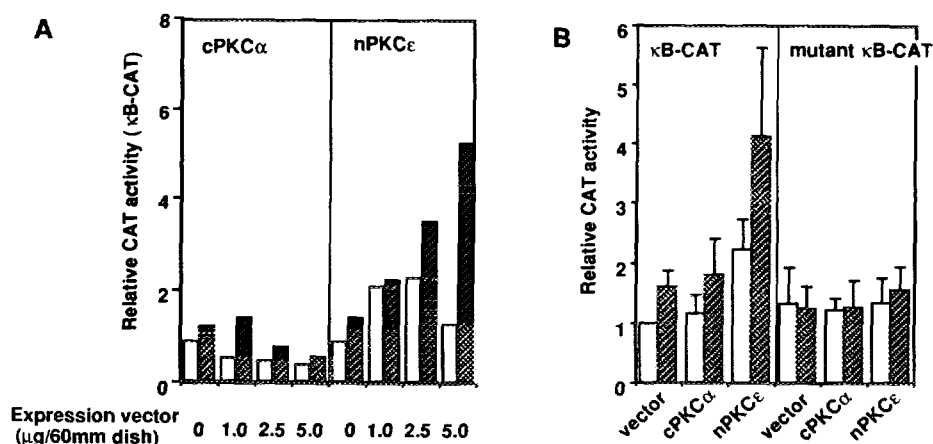 A
Relative CAT activity (κB-CAT)
8
6
4
2
0
cPKCα
nPKCε
Expression vector
(μg/60mm dish)
0 1.0 2.5 5.0 0 1.0 2.5 5.0
B
Relative CAT activity
6
5
4
3
2
1
0
κB-CAT
mutant κB-CAT
vector
cPKCα
nPKCε
vector
cPKCα
nPKCε